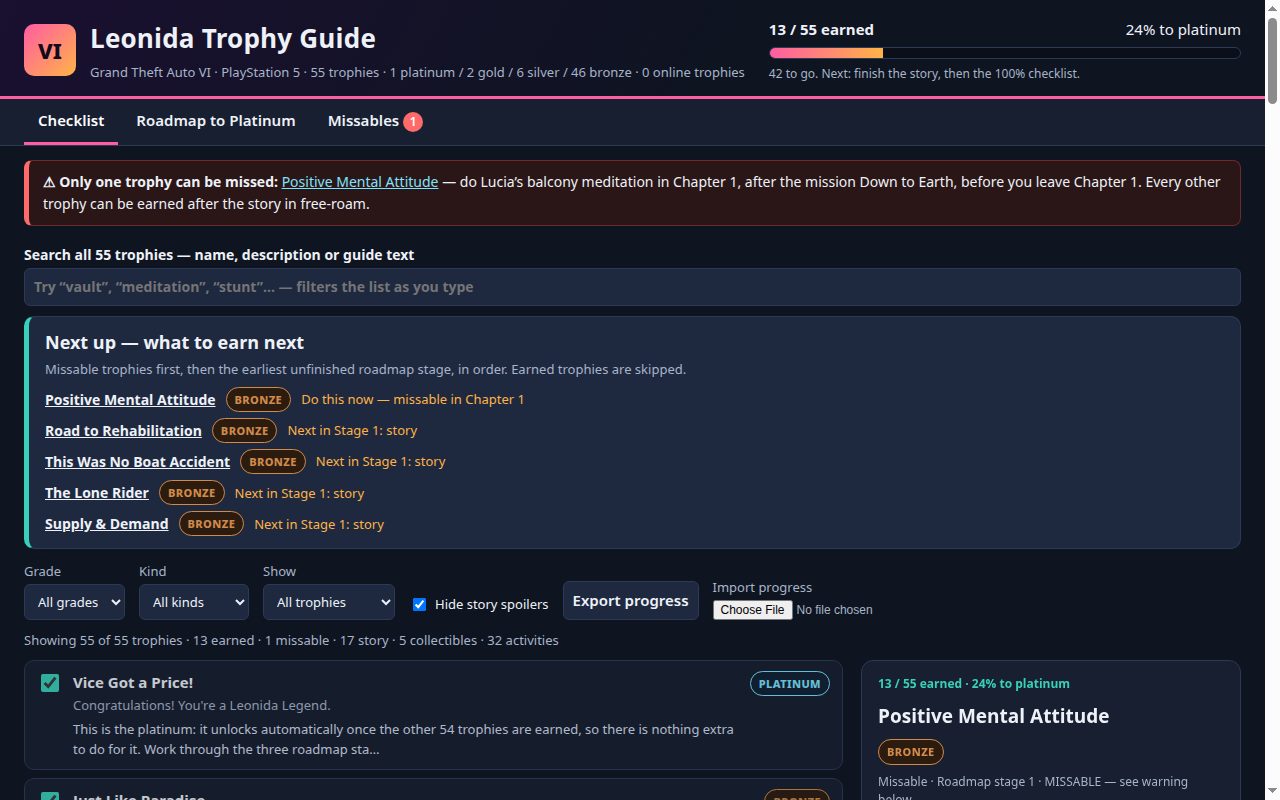 VI
Leonida Trophy Guide
Grand Theft Auto VI · PlayStation 5 · 55 trophies · 1 platinum / 2 gold / 6 silver / 46 bronze · 0 online trophies
13 / 55 earned
24% to platinum
42 to go. Next: finish the story, then the 100% checklist.
Checklist
Roadmap to Platinum
Missables 1
⚠ Only one trophy can be missed: Positive Mental Attitude — do Lucia’s balcony meditation in Chapter 1, after the mission Down to Earth, before you leave Chapter 1. Every other
trophy can be earned after the story in free-roam.
Search all 55 trophies — name, description or guide text
Try “vault”, “meditation”, “stunt”… — filters the list as you type
Next up — what to earn next
Missable trophies first, then the earliest unfinished roadmap stage, in order. Earned trophies are skipped.
Positive Mental Attitude BRONZE Do this now — missable in Chapter 1
Road to Rehabilitation BRONZE Next in Stage 1: story
This Was No Boat Accident BRONZE Next in Stage 1: story
The Lone Rider BRONZE Next in Stage 1: story
Supply & Demand BRONZE Next in Stage 1: story
Grade
Kind
Show
All grades
All kinds
All trophies
Hide story spoilers
Export progress
Import progress
Choose File No file chosen
Showing 55 of 55 trophies · 13 earned · 1 missable · 17 story · 5 collectibles · 32 activities
Vice Got a Price!
PLATINUM
Congratulations! You're a Leonida Legend.
This is the platinum: it unlocks automatically once the other 54 trophies are earned, so there is nothing extra
to do for it. Work through the three roadmap sta…
Just Like Paradise
BRONZE
13 / 55 earned · 24% to platinum
Positive Mental Attitude
BRONZE
Missable · Roadmap stage 1 · MISSABLE — see warning
below